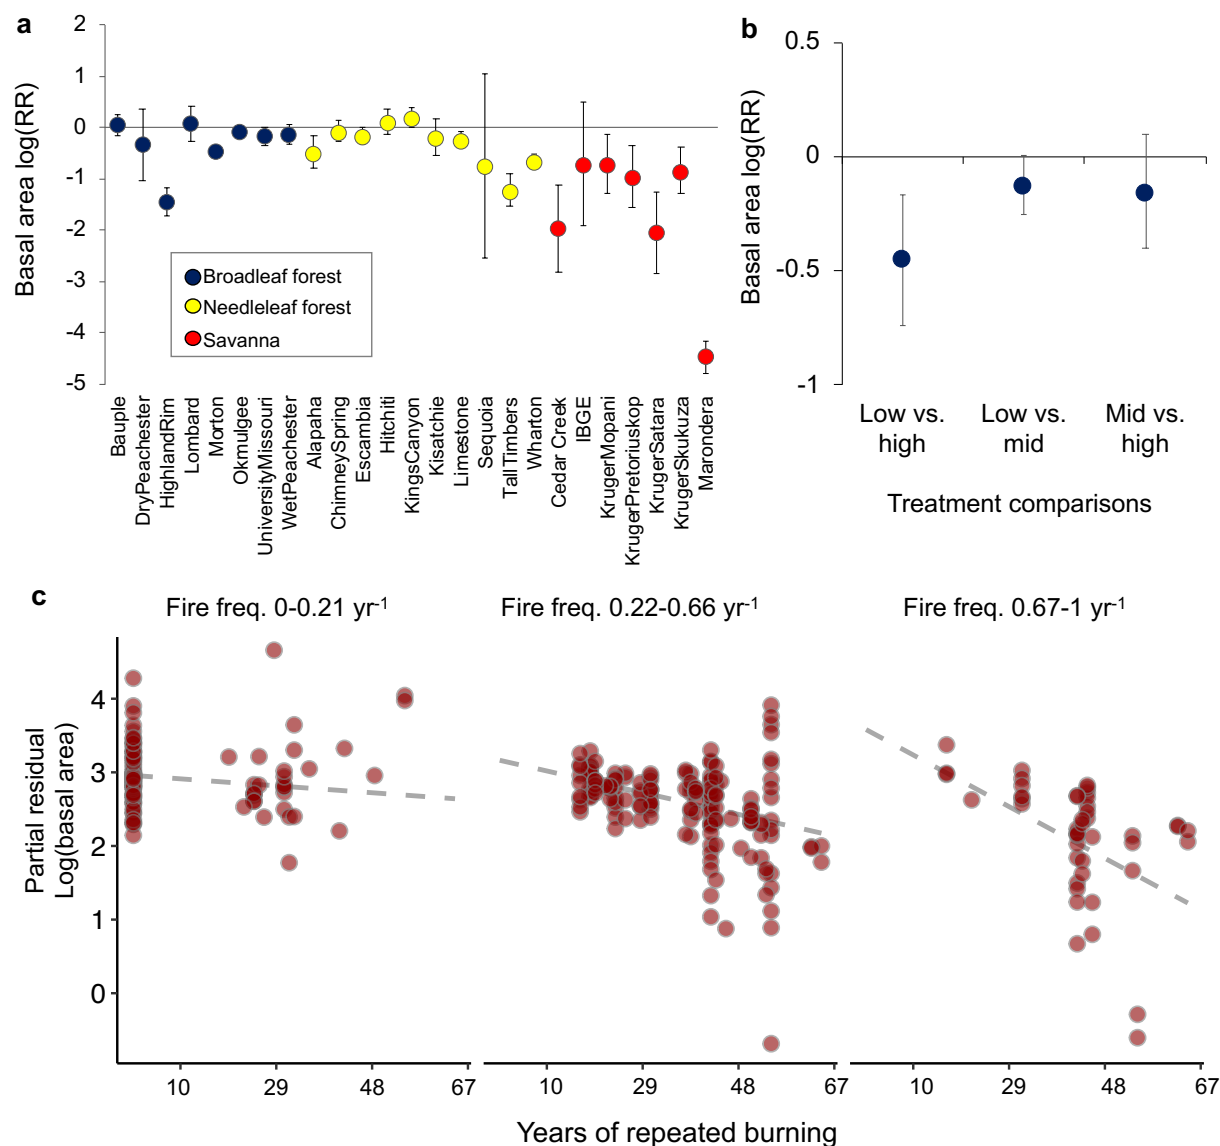 a
Basal area log(RR)
2
1
0
-1
-2
-3
-4
-5
Broadleaf forest
Needleleaf forest
Savanna
Bauple
DryPeachester
HighlandRim
Lombard
Morton
Okmulgee
UniversityMissouri
WetPeachester
Alapaha
ChimneySpring
Escambia
Hitchiti
KingsCanyon
Kisatchie
Limestone
Sequoia
TallTimbers
Wharton
Cedar Creek
IBGE
KrugerMopani
KrugerPretoriuskop
KrugerSatara
KrugerSkukuza
Marondera
b
Basal area log(RR)
0.5
0
-0.5
-1
Low vs.
high
Low vs.
mid
Mid vs.
high
Treatment comparisons
c
Fire freq. 0-0.21 yr⁻¹
Fire freq. 0.22-0.66 yr⁻¹
Fire freq. 0.67-1 yr⁻¹
Partial residual
Log(basal area)
4
3
2
1
0
10 29 48 67
10 29 48 67
10 29 48 67
Years of repeated burning